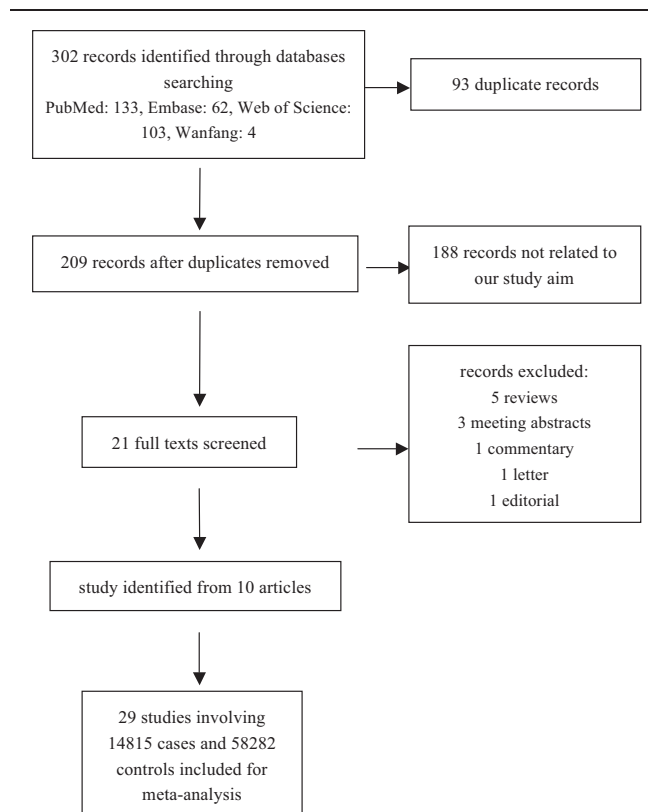 302 records identified through databases
searching
PubMed: 133, Embase: 62, Web of Science:
103, Wanfang: 4
93 duplicate records
209 records after duplicates removed
188 records not related to
our study aim
21 full texts screened
records excluded:
5 reviews
3 meeting abstracts
1 commentary
1 letter
1 editorial
study identified from 10 articles
29 studies involving
14815 cases and 58282
controls included for
meta-analysis